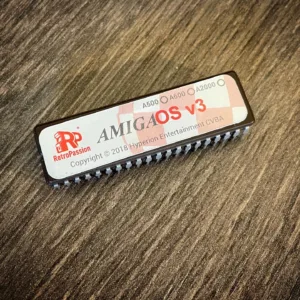 A500 A600 A2000
RP
RetroPassion
AMIGAOS v3
Copyright © 2018 Hyperion Entertainment CVBA